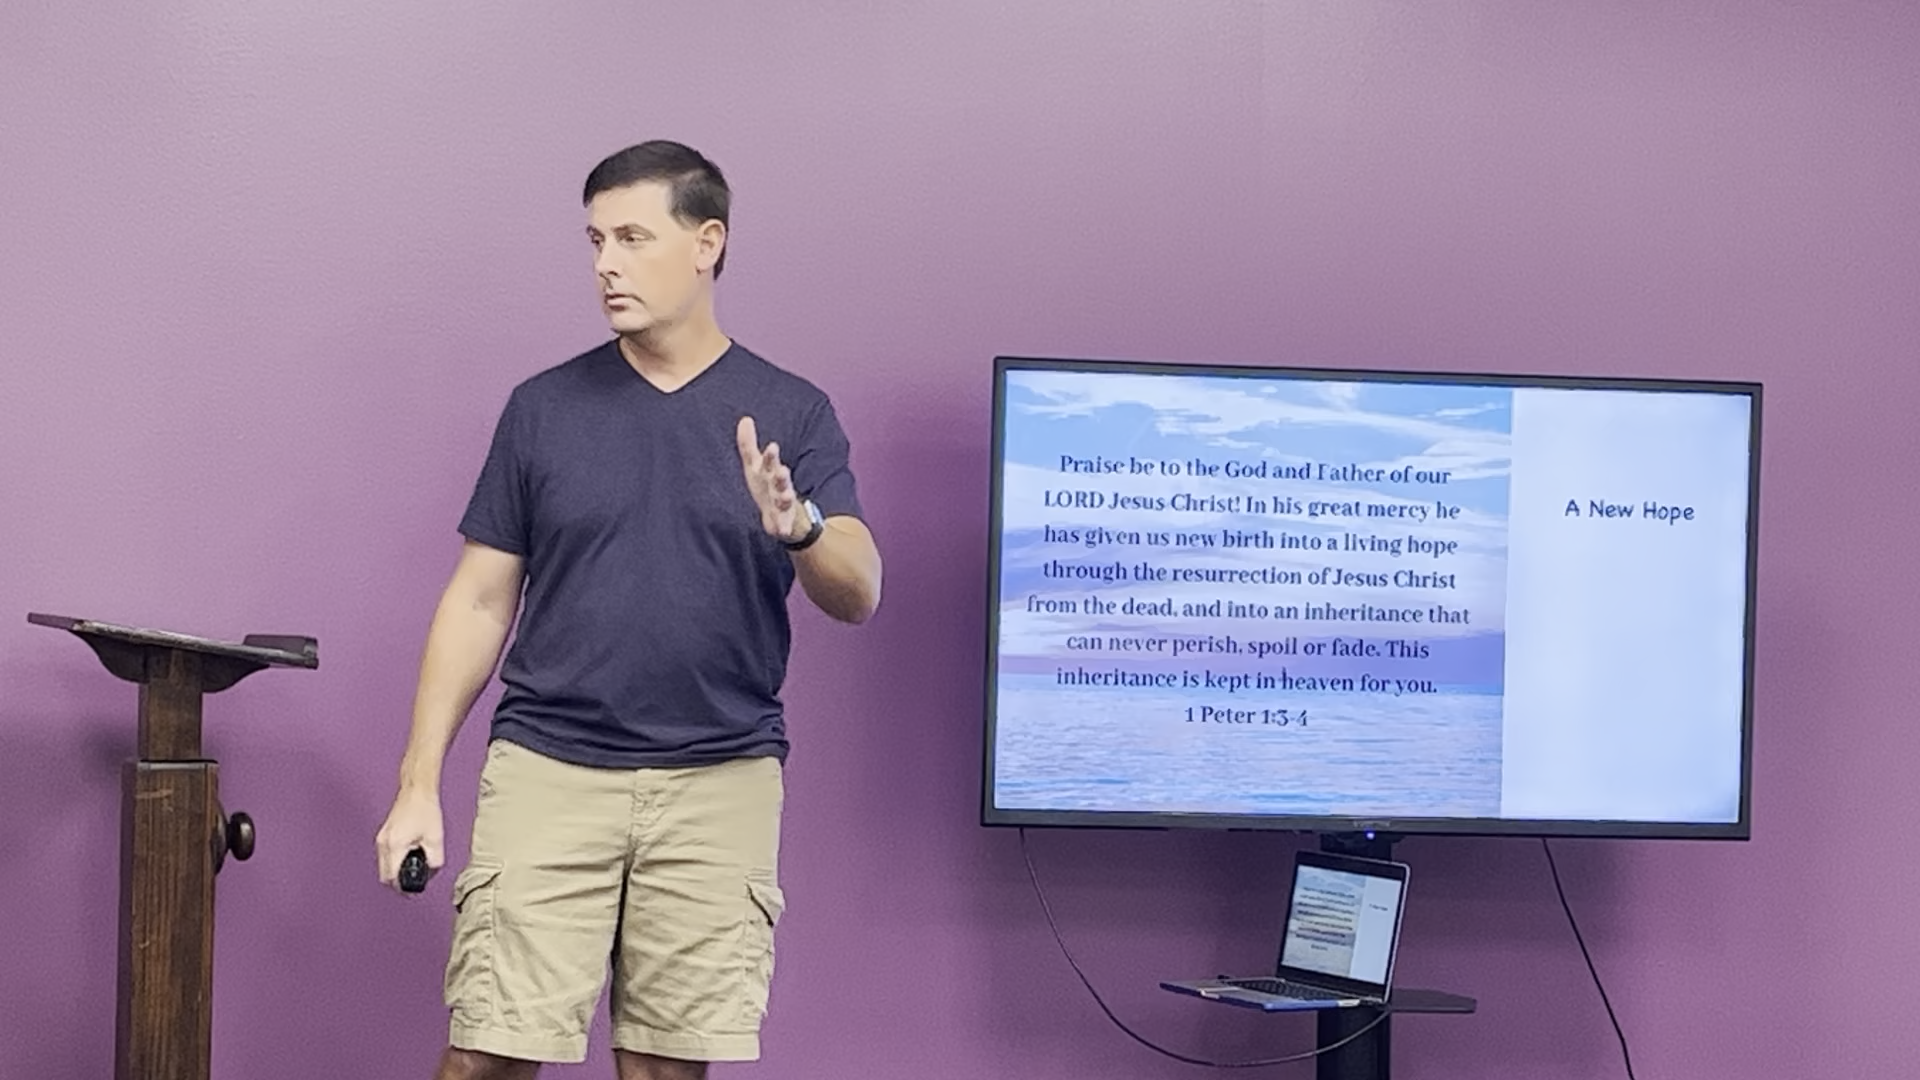 Praise be to the God and Father of our
LORD Jesus Christ! In his great mercy he
has given us new birth into a living hope
through the resurrection of Jesus Christ
from the dead, and into an inheritance that
can never perish, spoil or fade. This
inheritance is kept in heaven for you.
1 Peter 1:3-4
A New Hope